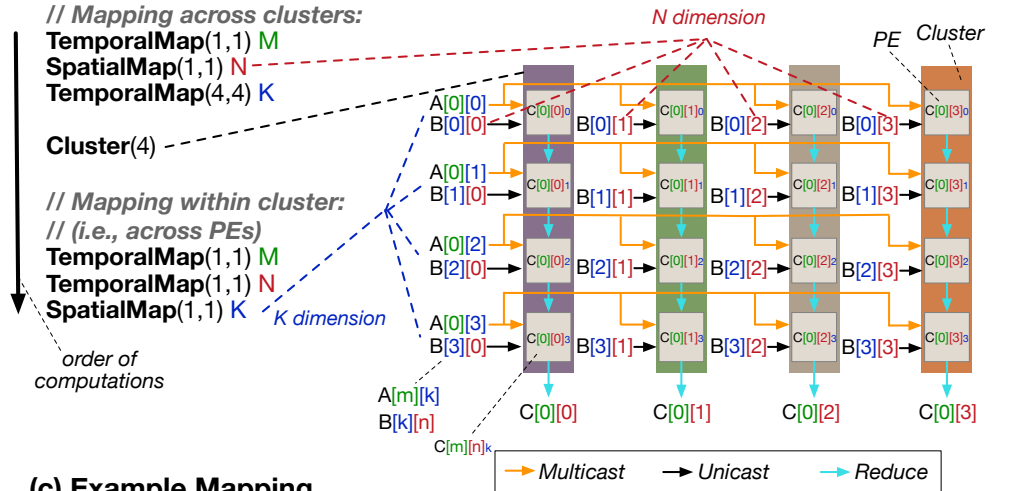 // Mapping across clusters:
TemporalMap(1,1) M
SpatialMap(1,1) N
TemporalMap(4,4) K
Cluster(4)
// Mapping within cluster:
// (i.e., across PEs)
TemporalMap(1,1) M
TemporalMap(1,1) N
SpatialMap(1,1) K
order of
computations
K dimension
N dimension
PE
Cluster
A[0][0]
B[0][0] C[0][0]0 B[0][1] C[0][1]0 B[0][2] C[0][2]0 B[0][3] C[0][3]0
A[0][1]
B[1][0] C[0][0]1 B[1][1] C[0][1]1 B[1][2] C[0][2]1 B[1][3] C[0][3]1
A[0][2]
B[2][0] C[0][0]2 B[2][1] C[0][1]2 B[2][2] C[0][2]2 B[2][3] C[0][3]2
A[0][3]
B[3][0] C[0][0]3 B[3][1] C[0][1]3 B[3][2] C[0][2]3 B[3][3] C[0][3]3
A[m][k]
B[k][n]
C[m][n]k
C[0][0] C[0][1] C[0][2] C[0][3]
Multicast Unicast Reduce
(c) Example Mapping